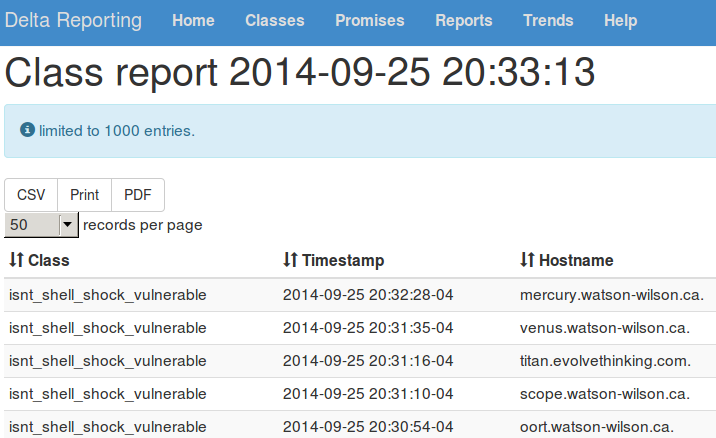 Delta Reporting Home Classes Promises Reports Trends Help
Class report 2014-09-25 20:33:13
limited to 1000 entries.
CSV Print PDF
50 records per page
Class Timestamp Hostname
isnt_shell_shock_vulnerable 2014-09-25 20:32:28-04 mercury.watson-wilson.ca.
isnt_shell_shock_vulnerable 2014-09-25 20:31:35-04 venus.watson-wilson.ca.
isnt_shell_shock_vulnerable 2014-09-25 20:31:16-04 titan.evolvethinking.com.
isnt_shell_shock_vulnerable 2014-09-25 20:31:10-04 scope.watson-wilson.ca.
isnt_shell_shock_vulnerable 2014-09-25 20:30:54-04 oort.watson-wilson.ca.